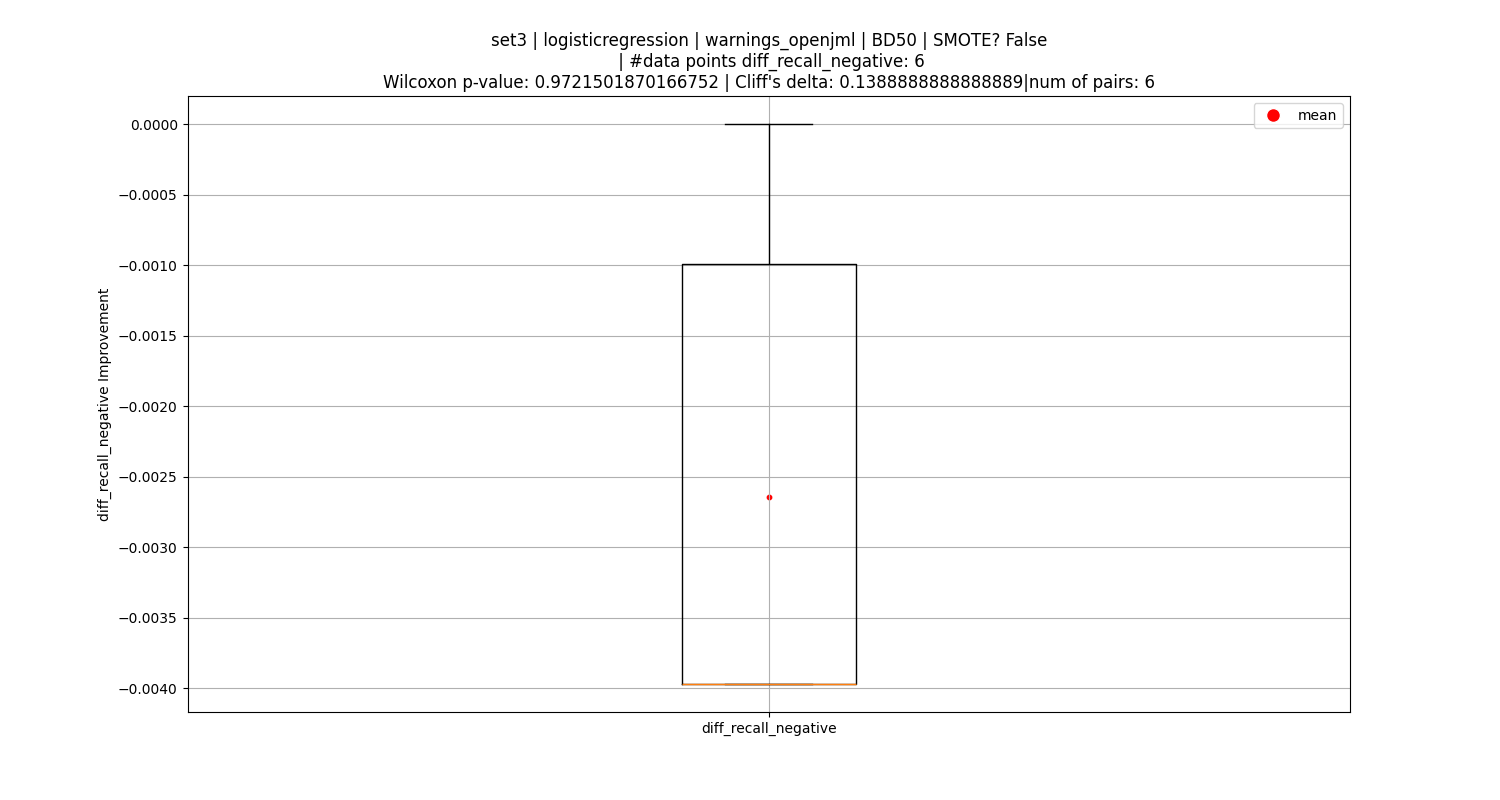 set3 | logisticregression | warnings_openjml | BD50 | SMOTE? False
| #data points diff_recall_negative: 6
Wilcoxon p-value: 0.9721501870166752 | Cliff's delta: 0.1388888888888889|num of pairs: 6
mean
0.0000
−0.0005
−0.0010
−0.0015
−0.0020
−0.0025
−0.0030
−0.0035
−0.0040
diff_recall_negative Improvement
diff_recall_negative